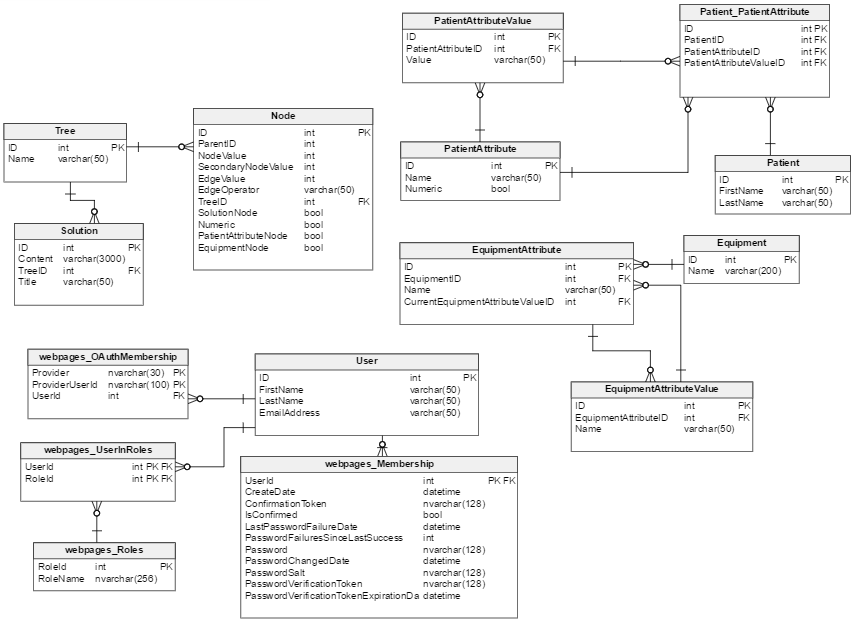 PatientAttributeValue
ID int PK
PatientAttributeID int FK
Value varchar(50)
Patient_PatientAttribute
ID int PK
PatientID int FK
PatientAttributeID int FK
PatientAttributeValueID int FK
Tree
ID int PK
Name varchar(50)
Node
ID int PK
ParentID int
NodeValue int
SecondaryNodeValue int
EdgeValue int
EdgeOperator varchar(50)
TreeID int FK
SolutionNode bool
Numeric bool
PatientAttributeNode bool
EquipmentNode bool
PatientAttribute
ID int PK
Name varchar(50)
Numeric bool
Patient
ID int PK
FirstName varchar(50)
LastName varchar(50)
Solution
ID int PK
Content varchar(3000)
TreeID int FK
Title varchar(50)
EquipmentAttribute
ID int PK
EquipmentID int FK
Name varchar(50)
CurrentEquipmentAttributeValueID int FK
Equipment
ID int PK
Name varchar(200)
webpages_OAuthMembership
Provider nvarchar(30) PK
ProviderUserId nvarchar(100) PK
UserId int FK
User
ID int PK
FirstName varchar(50)
LastName varchar(50)
EmailAddress varchar(50)
EquipmentAttributeValue
ID int PK
EquipmentAttributeID int FK
Name varchar(50)
webpages_UserInRoles
UserId int PK FK
RoleId int PK FK
webpages_Membership
UserId int PK FK
CreateDate datetime
ConfirmationToken nvarchar(128)
IsConfirmed bool
LastPasswordFailureDate datetime
PasswordFailuresSinceLastSuccess int
Password nvarchar(128)
PasswordChangedDate datetime
PasswordSalt nvarchar(128)
PasswordVerificationToken nvarchar(128)
PasswordVerificationTokenExpirationDa datetime
webpages_Roles
RoleId int PK
RoleName nvarchar(256)